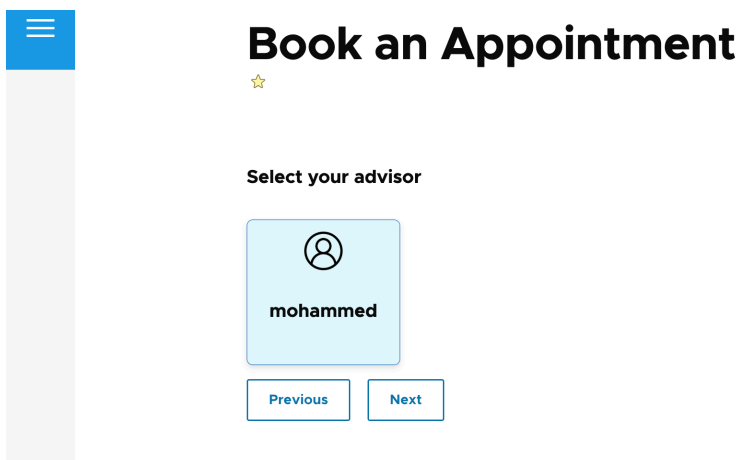 Book an Appointment
Select your advisor
mohammed
Previous
Next